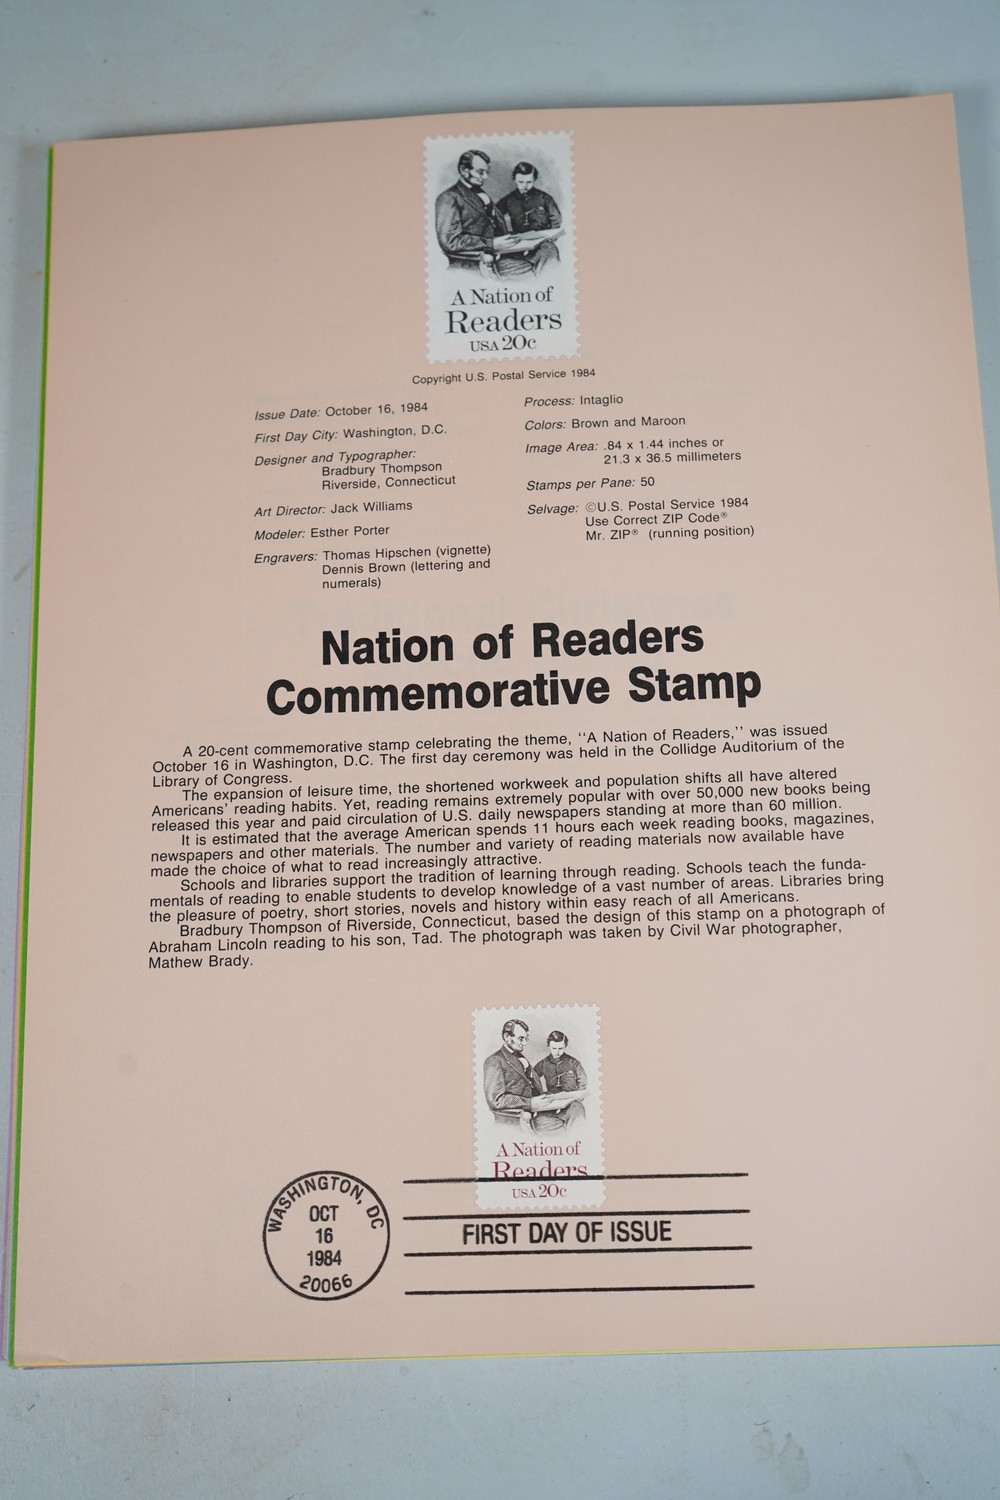 A Nation of
Readers
USA 20c
Copyright U.S. Postal Service 1984
Issue Date: October 16, 1984
First Day City: Washington, D.C.
Designer and Typographer:
Bradbury Thompson
Riverside, Connecticut
Art Director: Jack Williams
Modeler: Esther Porter
Engravers: Thomas Hipschen (vignette)
Dennis Brown (lettering and
numerals)
Process: Intaglio
Colors: Brown and Maroon
Image Area: .84 x 1.44 inches or
21.3 x 36.5 millimeters
Stamps per Pane: 50
Selvage: ©U.S. Postal Service 1984
Use Correct ZIP Code®
Mr. ZIP® (running position)
Nation of Readers
Commemorative Stamp
A 20-cent commemorative stamp celebrating the theme, ‘‘A Nation of Readers,’’ was issued
October 16 in Washington, D.C. The first day ceremony was held in the Collidge Auditorium of the
Library of Congress.
The expansion of leisure time, the shortened workweek and population shifts all have altered
Americans’ reading habits. Yet, reading remains extremely popular with over 50,000 new books being
released this year and paid circulation of U.S. daily newspapers standing at more than 60 million.
It is estimated that the average American spends 11 hours each week reading books, magazines,
newspapers and other materials. The number and variety of reading materials now available have
made the choice of what to read increasingly attractive.
Schools and libraries support the tradition of learning through reading. Schools teach the funda-
mentals of reading to enable students to develop knowledge of a vast number of areas. Libraries bring
the pleasure of poetry, short stories, novels and history within easy reach of all Americans.
Bradbury Thompson of Riverside, Connecticut, based the design of this stamp on a photograph of
Abraham Lincoln reading to his son, Tad. The photograph was taken by Civil War photographer,
Mathew Brady.
A Nation of
Readers
USA 20c
WASHINGTON, DC
OCT
16
1984
20066
FIRST DAY OF ISSUE